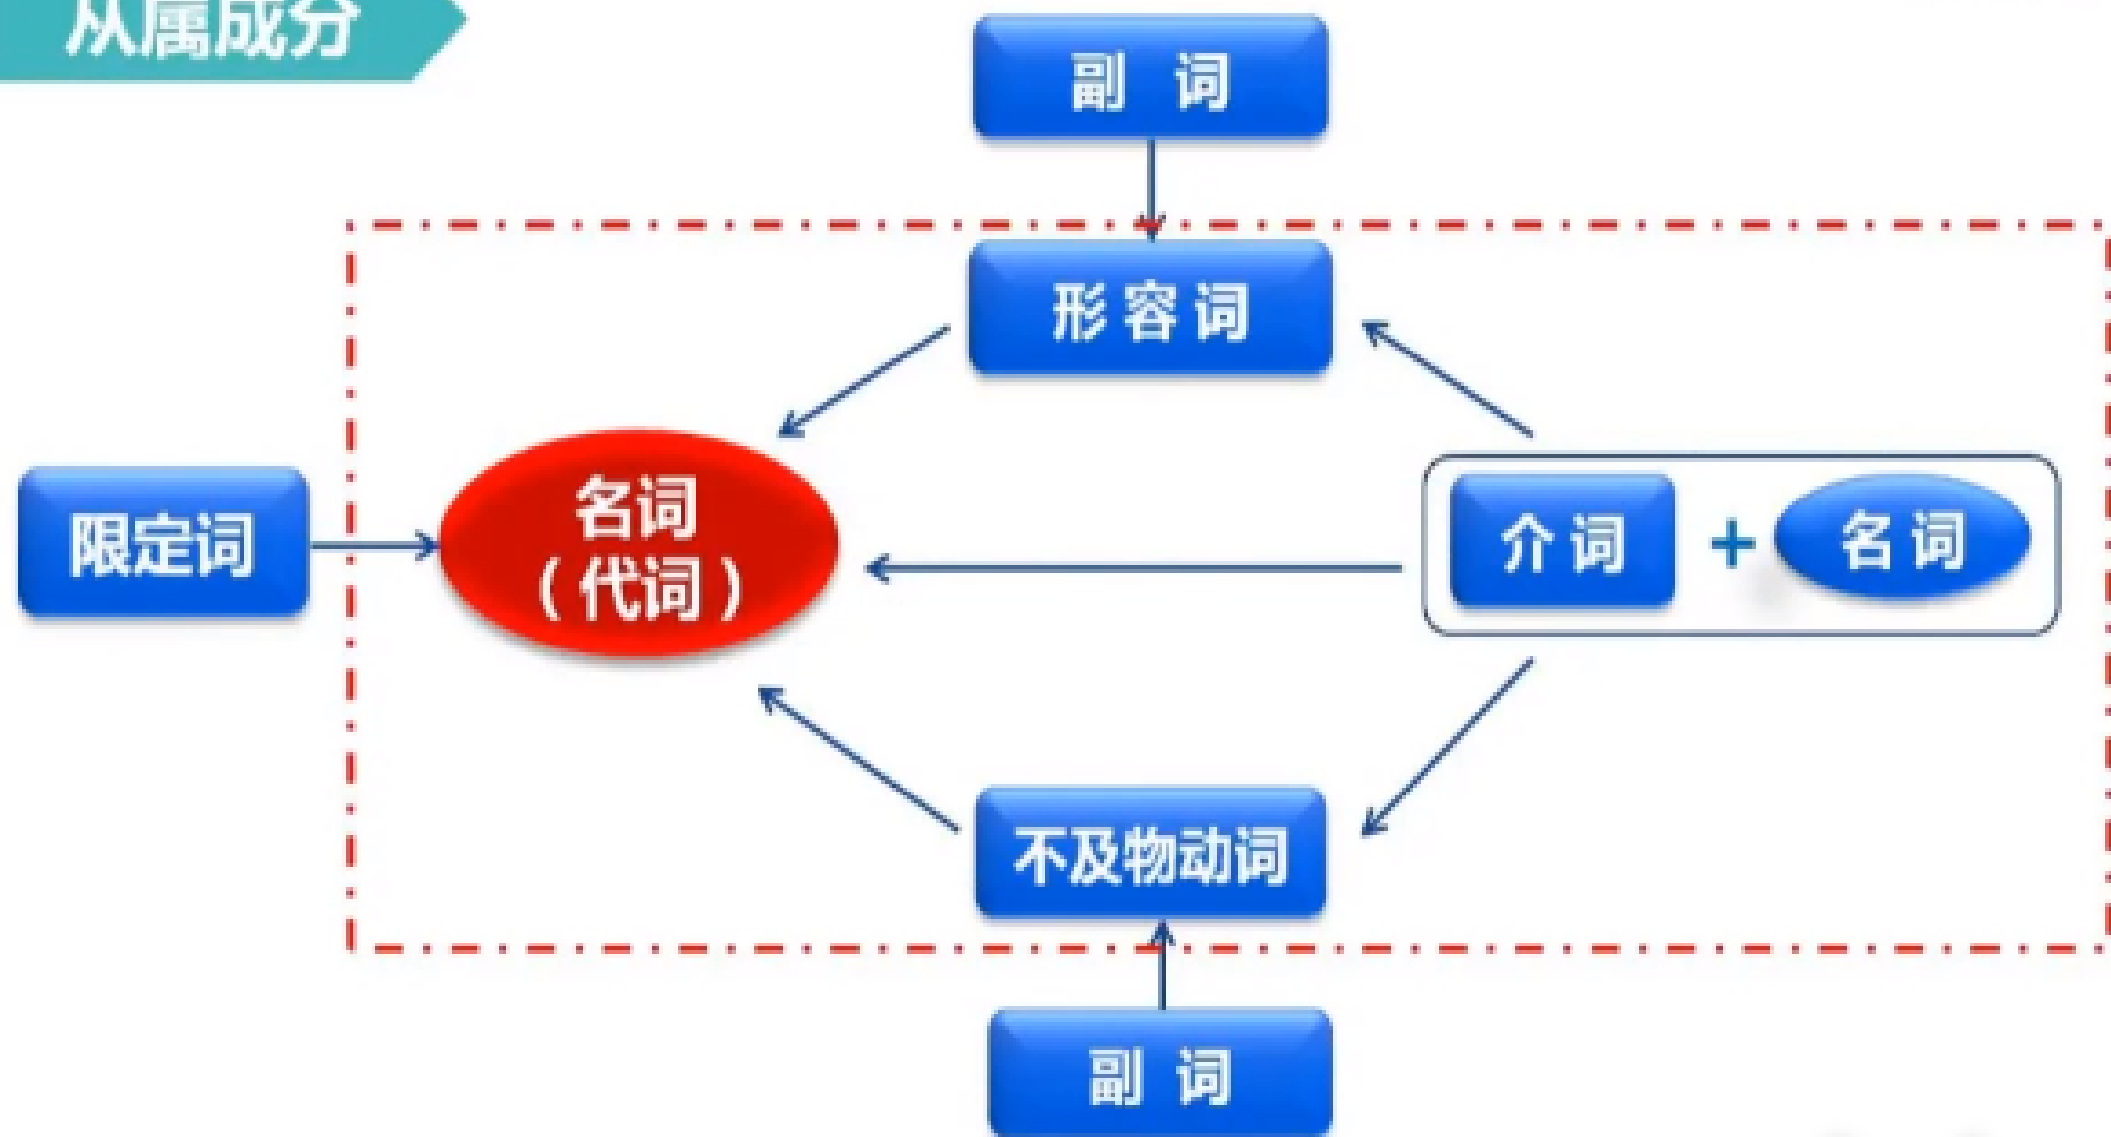 从属成分
副 词
形 容 词
限定词
名词
（代词）
介 词
+
名 词
不及物动词
副 词